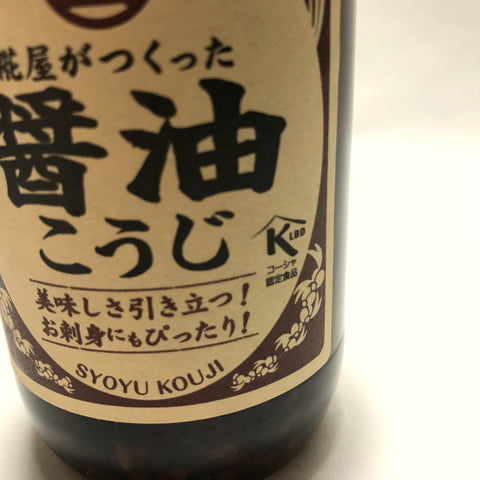 糀屋がつくった
醤油
こうじ
K LBD
コーシャ
認定食品
美味しさ引き立つ!
お刺身にもぴったり!
SYOYU KOUJI